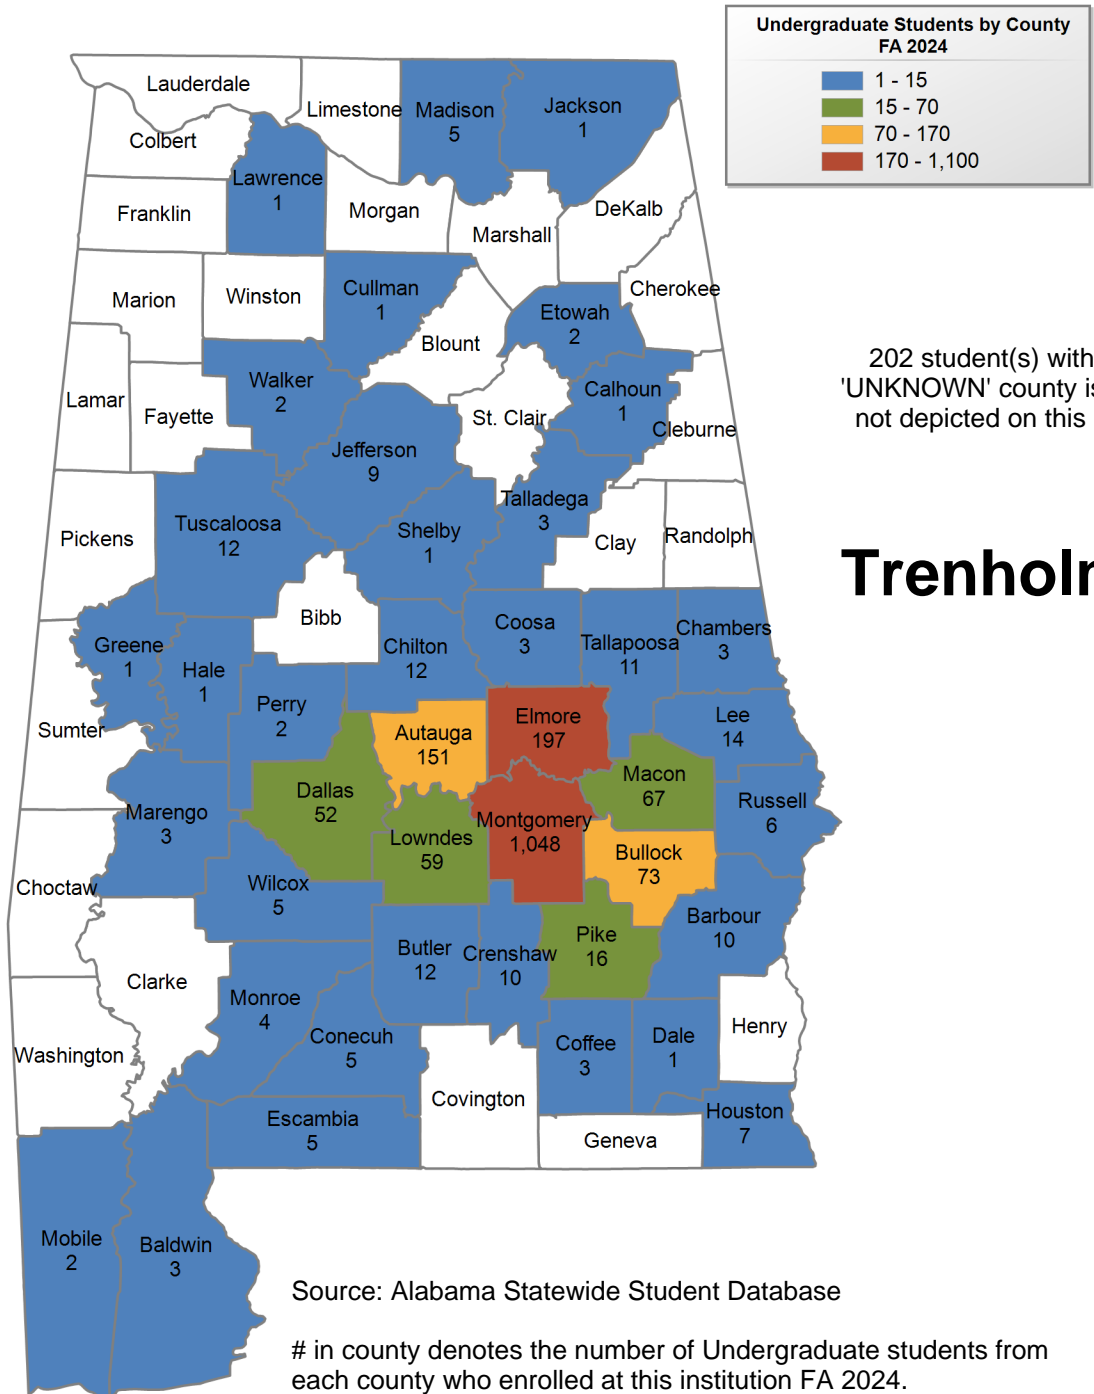 Undergraduate Students by County
FA 2024
1 - 15
15 - 70
70 - 170
170 - 1,100
Lauderdale
Limestone
Madison
5
Jackson
1
Colbert
Lawrence
1
Franklin
Morgan
Marshall
DeKalb
Marion
Winston
Cullman
1
Cherokee
Etowah
2
Blount
202 student(s) with
'UNKNOWN' county is
not depicted on this
Lamar
Fayette
Walker
2
St. Clair
Calhoun
1
Cleburne
Jefferson
9
Talladega
3
Pickens
Tuscaloosa
12
Shelby
1
Clay
Randolph
Trenholm
Bibb
Greene
1
Hale
1
Chilton
12
Coosa
3
Tallapoosa
11
Chambers
3
Sumter
Perry
2
Autauga
151
Elmore
197
Lee
14
Dallas
52
Macon
67
Marengo
3
Lowndes
59
Montgomery
1,048
Russell
6
Bullock
73
Choctaw
Wilcox
5
Butler
12
Crenshaw
10
Pike
16
Barbour
10
Clarke
Monroe
4
Conecuh
5
Washington
Coffee
3
Dale
1
Henry
Covington
Escambia
5
Geneva
Houston
7
Mobile
2
Baldwin
3
Source: Alabama Statewide Student Database
# in county denotes the number of Undergraduate students from
each county who enrolled at this institution FA 2024.